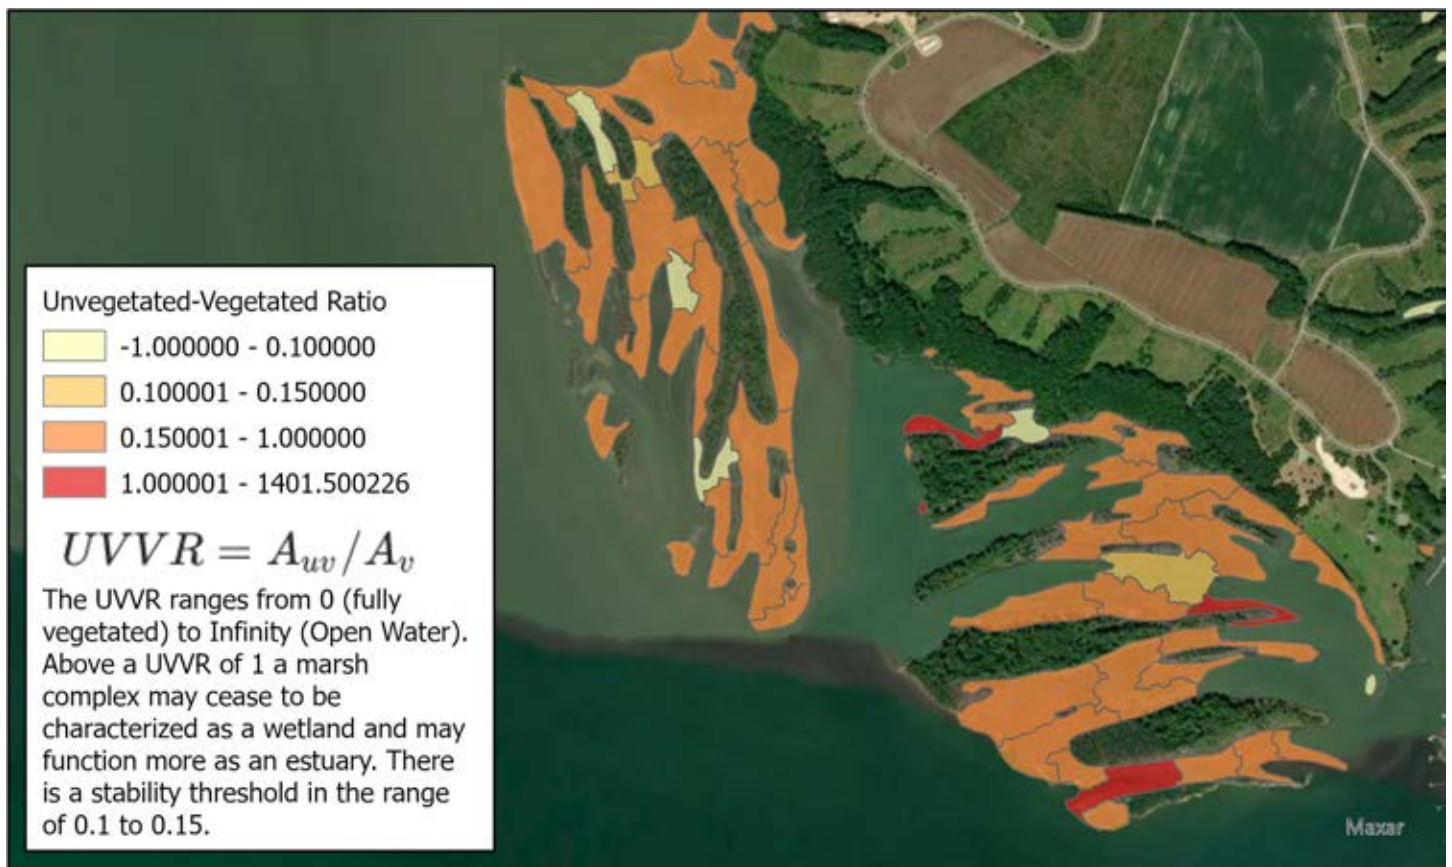 Unvegetated-Vegetated Ratio
-1.000000 - 0.100000
0.100001 - 0.150000
0.150001 - 1.000000
1.000001 - 1401.500226
UVVR = A_{uv}/A_v
The UVVR ranges from 0 (fully
vegetated) to Infinity (Open Water).
Above a UVVR of 1 a marsh
complex may cease to be
characterized as a wetland and may
function more as an estuary. There
is a stability threshold in the range
of 0.1 to 0.15.
Maxar